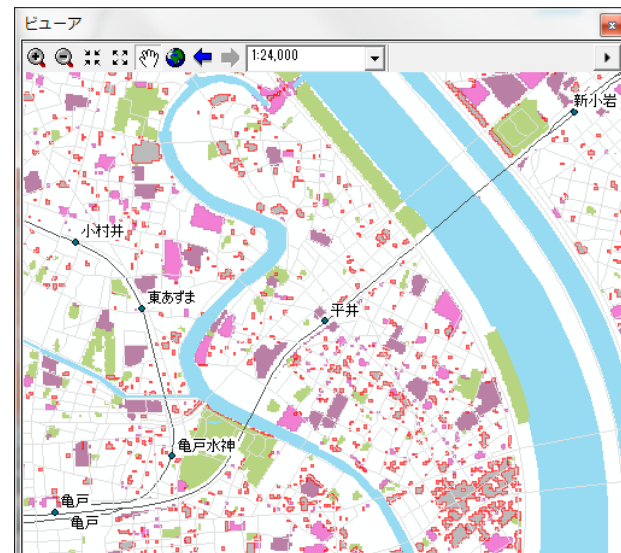 ビューア
1:24,000
新小岩
小村井
東あずま
平井
亀戸水神
亀戸
亀戸